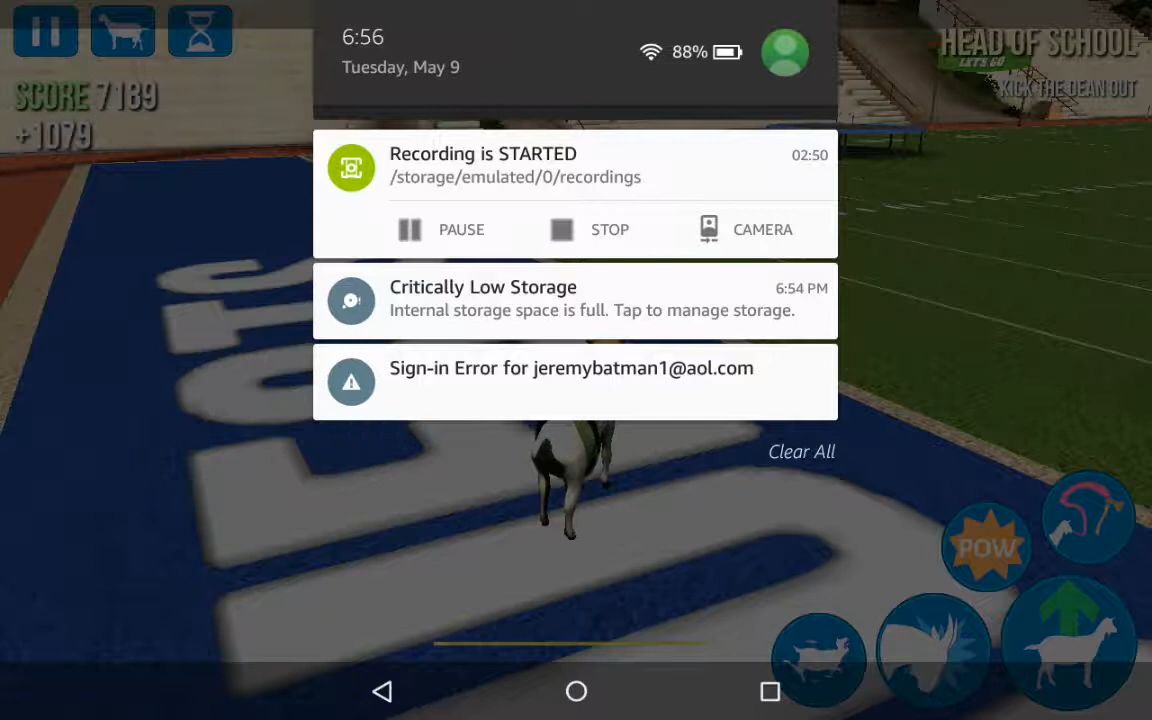 6:56
88%
Tuesday, May 9
SCORE 7189
+1079
HEAD OF SCHOOL
LET'S GO
KICK THE DEAN OUT
Recording is STARTED
02:50
/storage/emulated/0/recordings
PAUSE
STOP
CAMERA
Critically Low Storage
6:54 PM
Internal storage space is full. Tap to manage storage.
Sign-in Error for jeremybatman1@aol.com
Clear All
POW